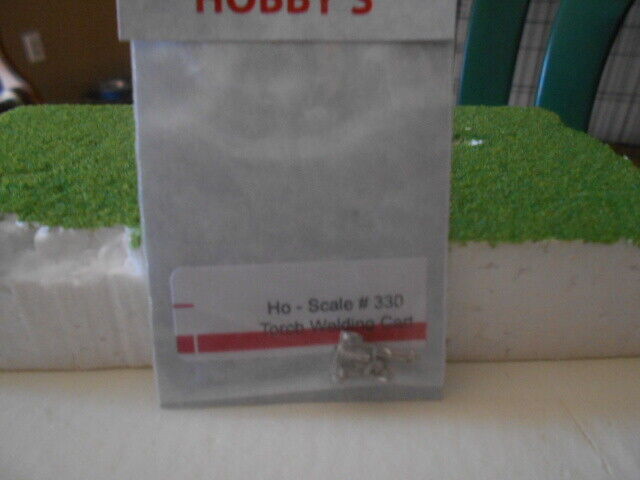 HOBBY'S
Ho - Scale # 330
Torch Welding Cart